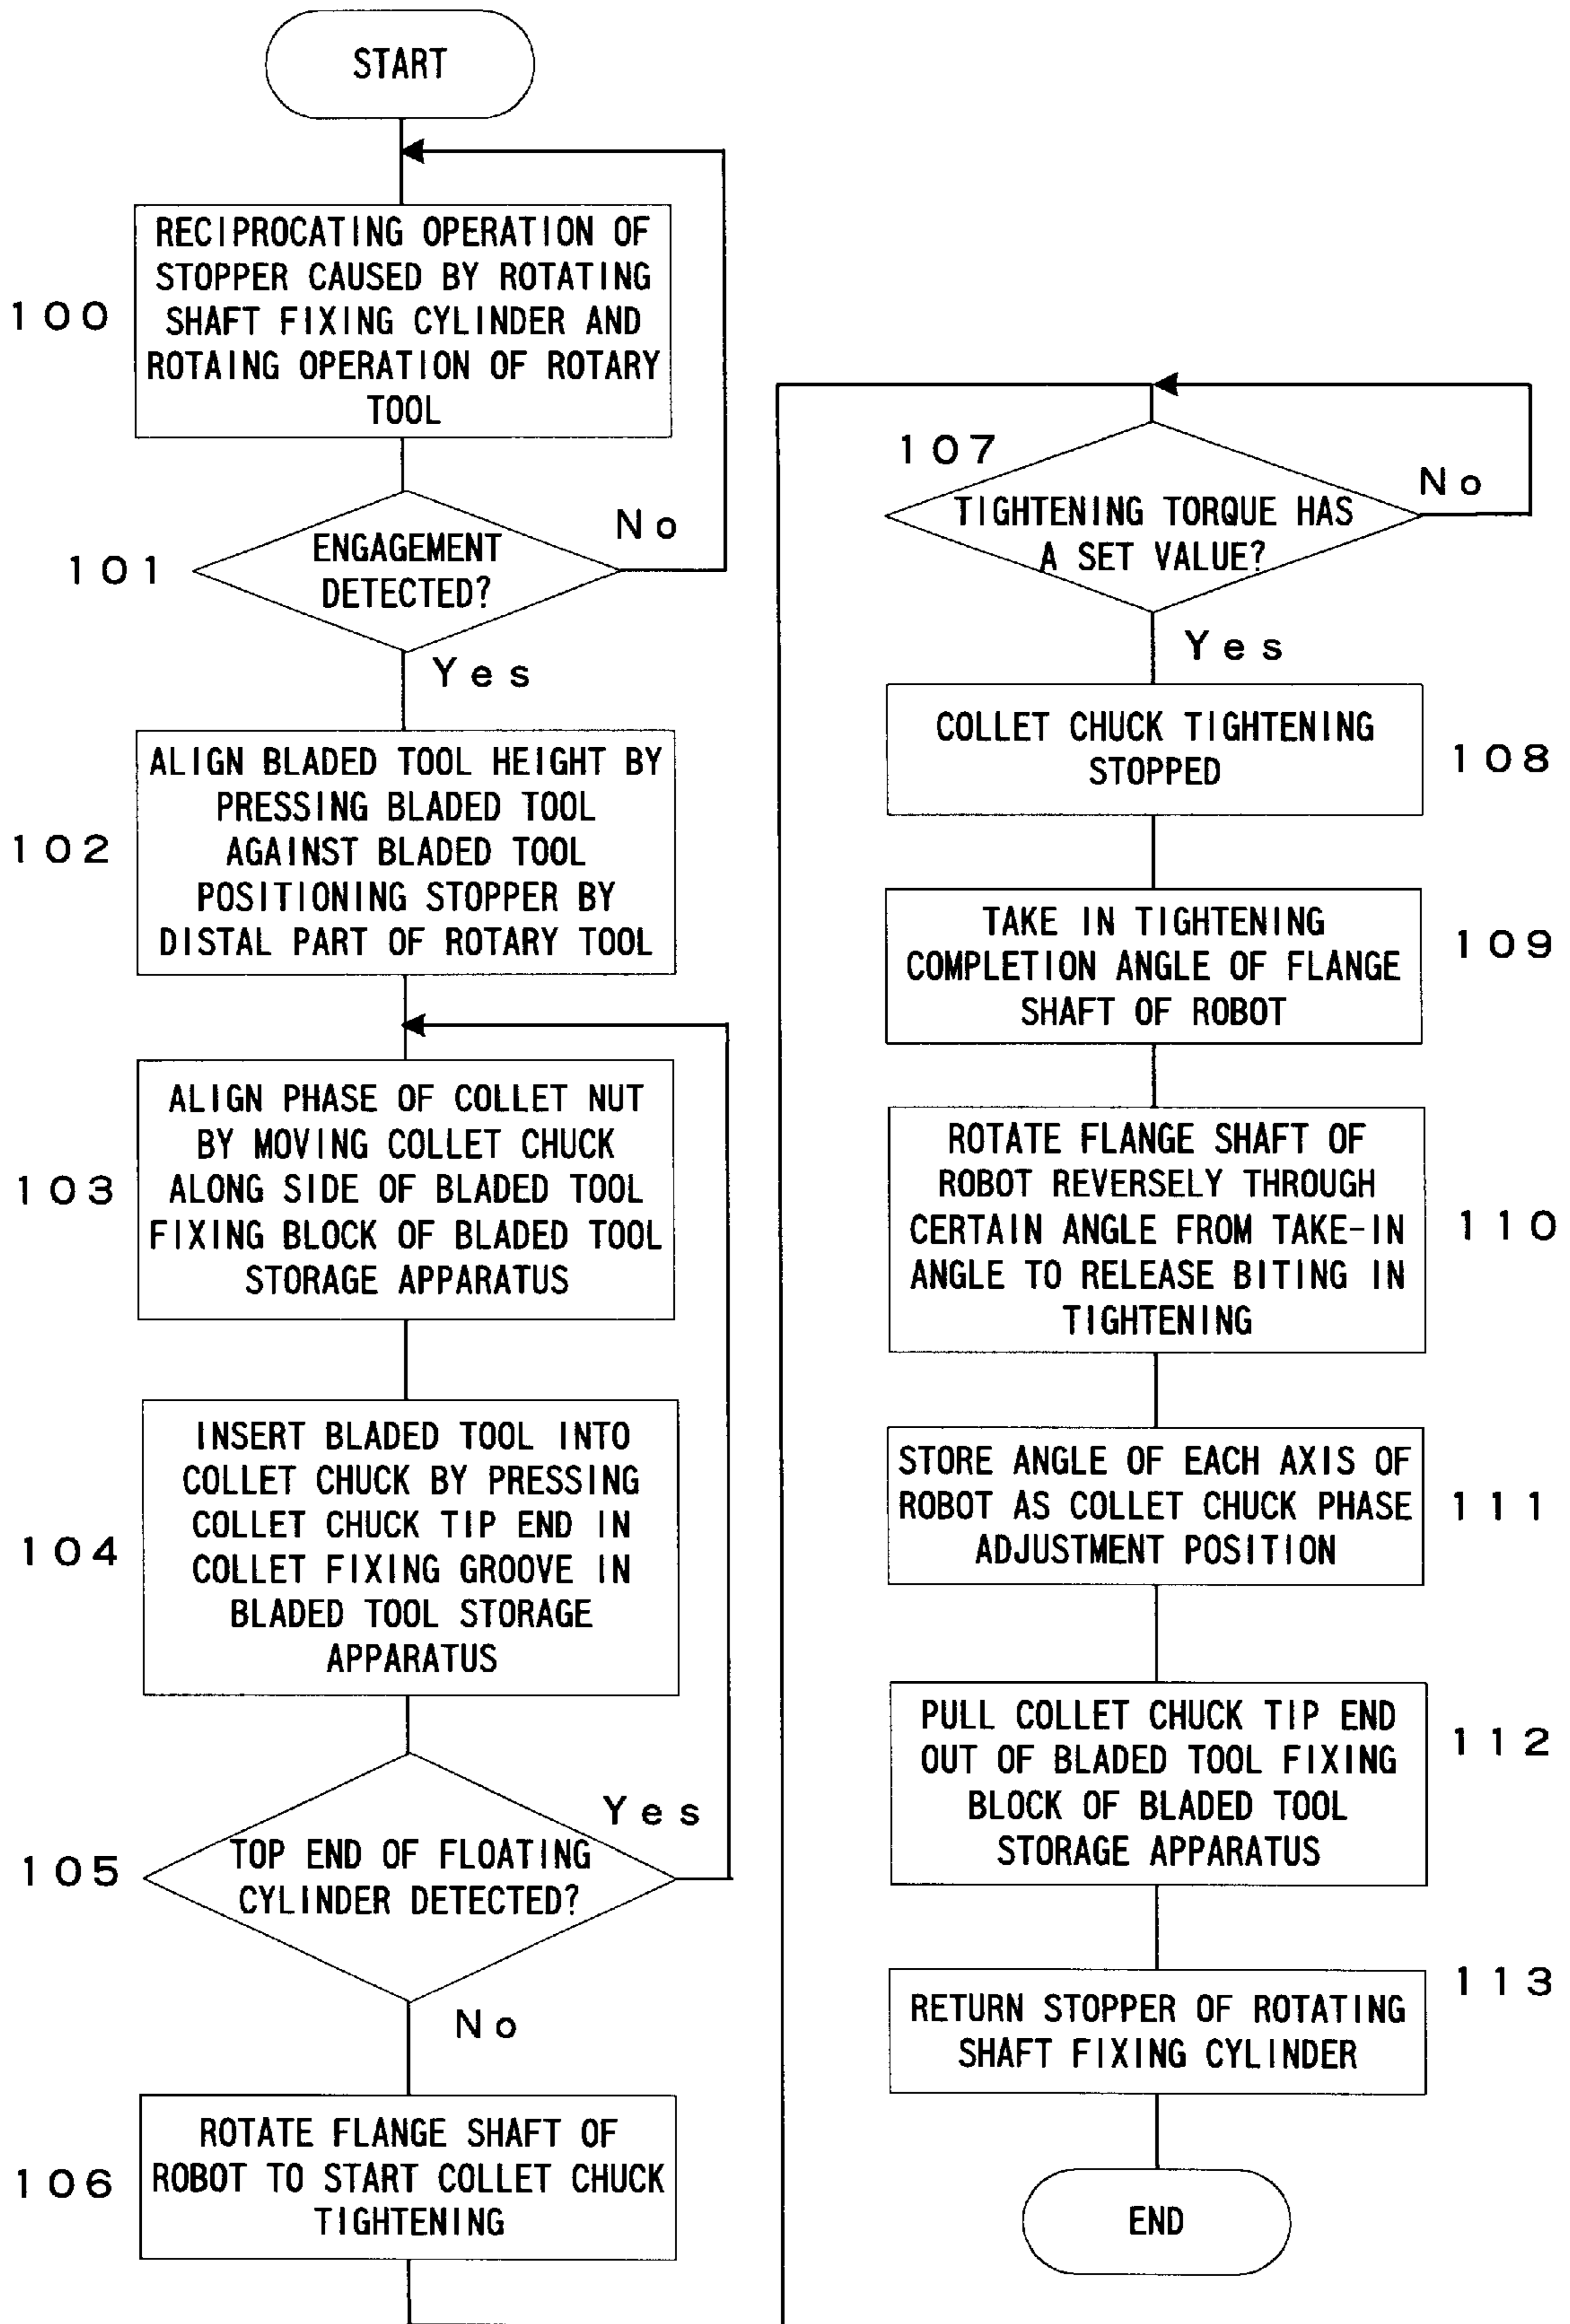 START
100
RECIPROCATING OPERATION OF
STOPPER CAUSED BY ROTATING
SHAFT FIXING CYLINDER AND
ROTAING OPERATION OF ROTARY
TOOL
101
ENGAGEMENT
DETECTED?
No
Yes
102
ALIGN BLADED TOOL HEIGHT BY
PRESSING BLADED TOOL
AGAINST BLADED TOOL
POSITIONING STOPPER BY
DISTAL PART OF ROTARY TOOL
103
ALIGN PHASE OF COLLET NUT
BY MOVING COLLET CHUCK
ALONG SIDE OF BLADED TOOL
FIXING BLOCK OF BLADED TOOL
STORAGE APPARATUS
104
INSERT BLADED TOOL INTO
COLLET CHUCK BY PRESSING
COLLET CHUCK TIP END IN
COLLET FIXING GROOVE IN
BLADED TOOL STORAGE
APPARATUS
105
TOP END OF FLOATING
CYLINDER DETECTED?
Yes
No
106
ROTATE FLANGE SHAFT OF
ROBOT TO START COLLET CHUCK
TIGHTENING
107
TIGHTENING TORQUE HAS
A SET VALUE?
No
Yes
COLLET CHUCK TIGHTENING
STOPPED
108
TAKE IN TIGHTENING
COMPLETION ANGLE OF FLANGE
SHAFT OF ROBOT
109
ROTATE FLANGE SHAFT OF
ROBOT REVERSELY THROUGH
CERTAIN ANGLE FROM TAKE-IN
ANGLE TO RELEASE BITING IN
TIGHTENING
110
STORE ANGLE OF EACH AXIS OF
ROBOT AS COLLET CHUCK PHASE
ADJUSTMENT POSITION
111
PULL COLLET CHUCK TIP END
OUT OF BLADED TOOL FIXING
BLOCK OF BLADED TOOL
STORAGE APPARATUS
112
RETURN STOPPER OF ROTATING
SHAFT FIXING CYLINDER
113
END